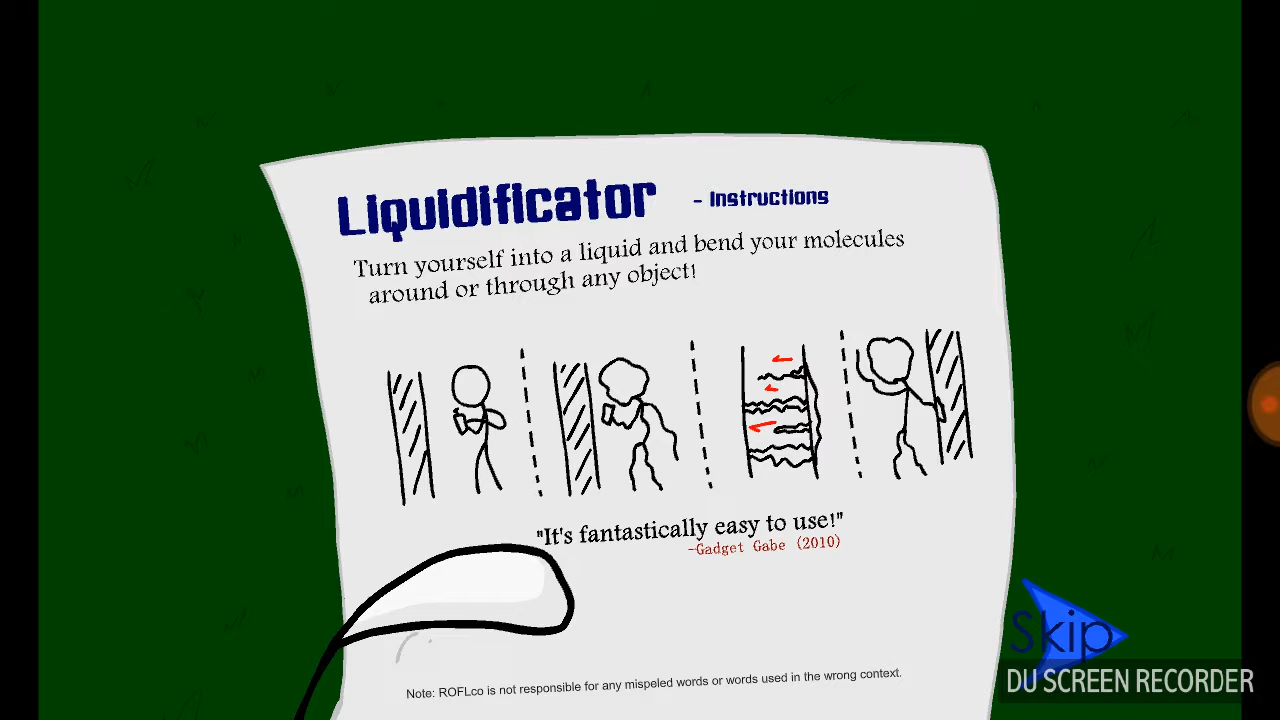 Liquidificator - Instructions
Turn yourself into a liquid and bend your molecules
around or through any object!
"It's fantastically easy to use!"
-Gadget Gabe (2010)
Skip
DU SCREEN RECORDER
Note: ROFLco is not responsible for any mispeled words or words used in the wrong context.